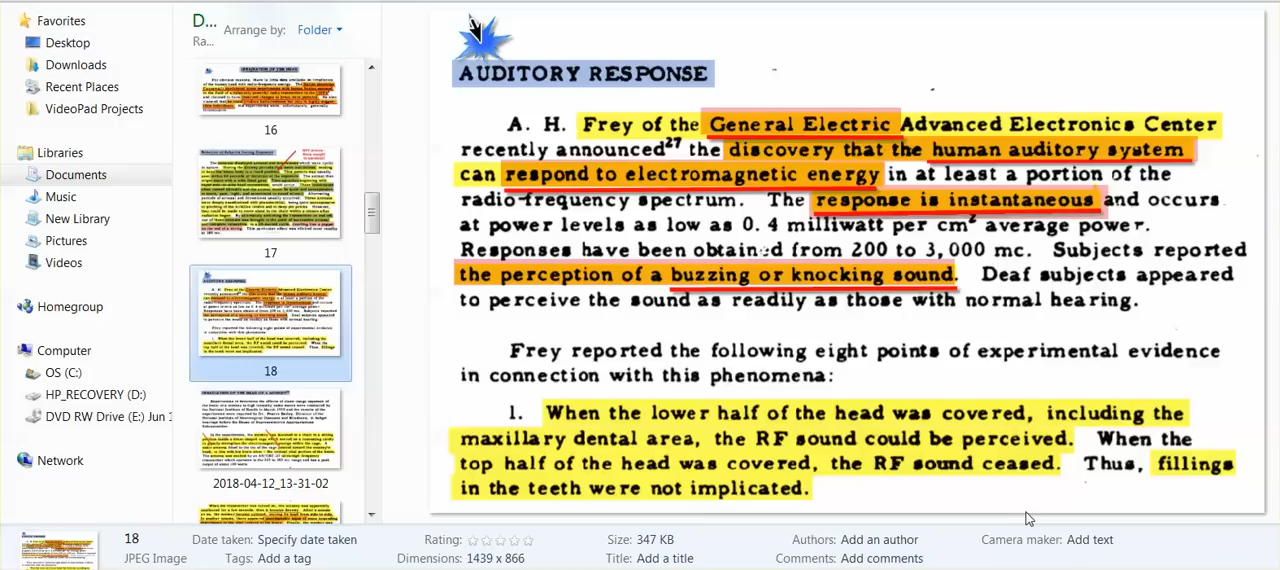 Favorites
Desktop
Downloads
Recent Places
VideoPad Projects
Libraries
Documents
Music
New Library
Pictures
Videos
Homegroup
Computer
OS (C:)
HP_RECOVERY (D:)
DVD RW Drive (E:) Jun 1
Network
D...
Ra...
Arrange by: Folder
16
17
18
2018-04-12_13-31-02
AUDITORY RESPONSE
A. H. Frey of the General Electric Advanced Electronics Center
recently announced27 the discovery that the human auditory system
can respond to electromagnetic energy in at least a portion of the
radio-frequency spectrum. The response is instantaneous and occurs
at power levels as low as 0.4 milliwatt per cm2 average power.
Responses have been obtained from 200 to 3,000 mc. Subjects reported
the perception of a buzzing or knocking sound. Deaf subjects appeared
to perceive the sound as readily as those with normal hearing.
Frey reported the following eight points of experimental evidence
in connection with this phenomena:
1. When the lower half of the head was covered, including the
maxillary dental area, the RF sound could be perceived. When the
top half of the head was covered, the RF sound ceased. Thus, fillings
in the teeth were not implicated.
18
JPEG Image
Date taken: Specify date taken
Tags: Add a tag
Rating:
Dimensions: 1439 x 866
Size: 347 KB
Title: Add a title
Authors: Add an author
Comments: Add comments
Camera maker: Add text